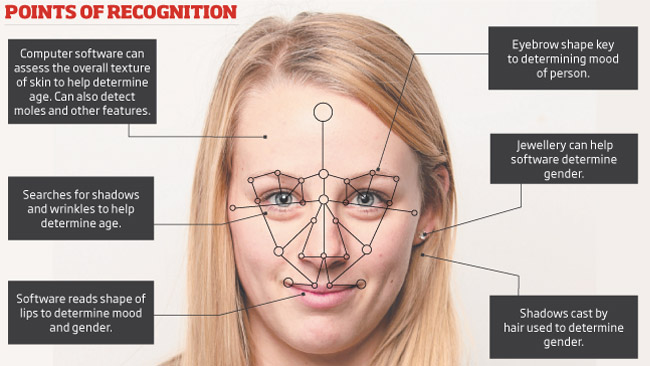 POINTS OF RECOGNITION
Computer software can
assess the overall texture
of skin to help determine
age. Can also detect
moles and other features.
Searches for shadows
and wrinkles to help
determine age.
Software reads shape of
lips to determine mood
and gender.
Eyebrow shape key
to determining mood
of person.
Jewellery can help
software determine
gender.
Shadows cast by
hair used to determine
gender.